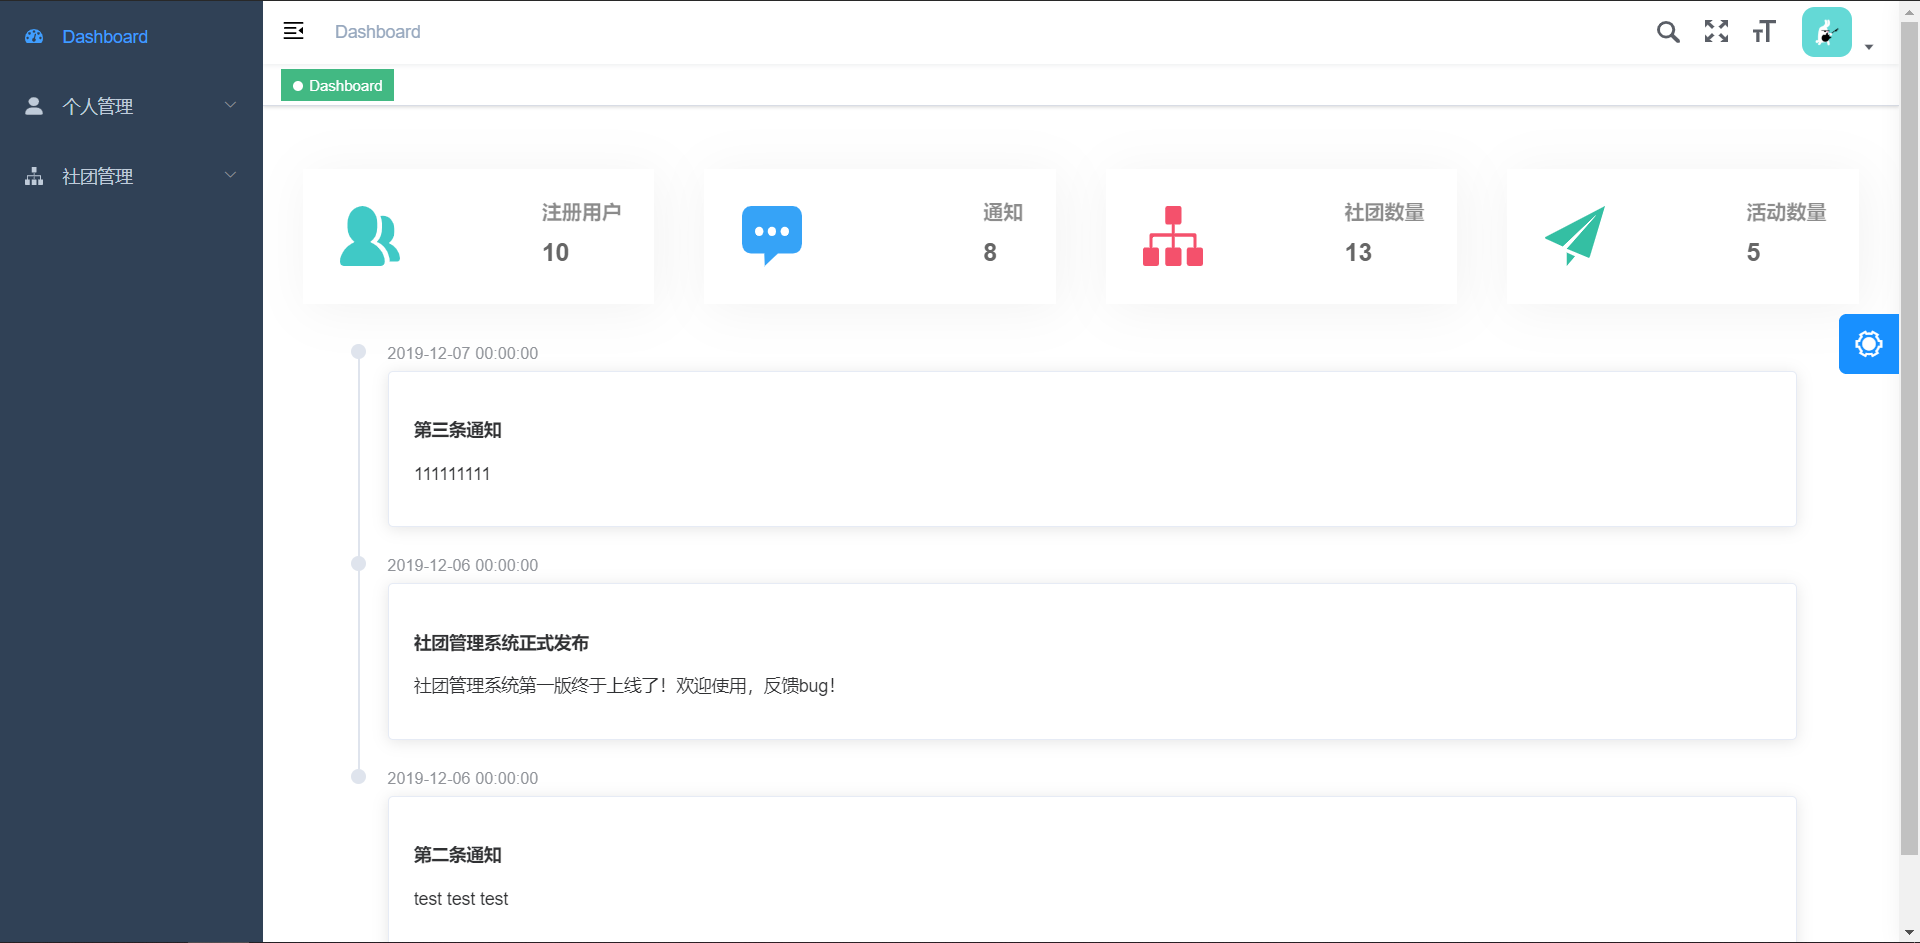 Dashboard
个人管理
社团管理
Dashboard
Dashboard
注册用户
10
通知
8
社团数量
13
活动数量
5
2019-12-07 00:00:00
第三条通知
111111111
2019-12-06 00:00:00
社团管理系统正式发布
社团管理系统第一版终于上线了！欢迎使用，反馈bug！
2019-12-06 00:00:00
第二条通知
test test test